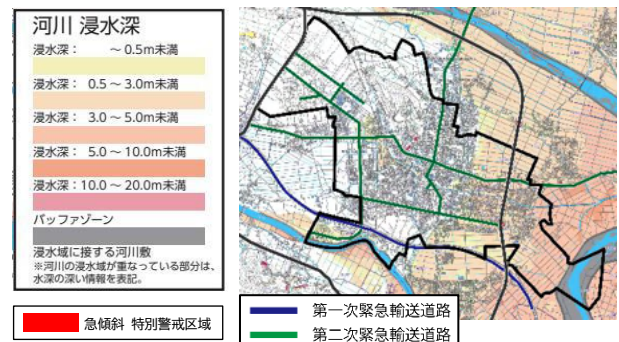 河川 浸水深
浸水深： ～0.5m未満
浸水深： 0.5～3.0m未満
浸水深： 3.0～5.0m未満
浸水深： 5.0～10.0m未満
浸水深：10.0～20.0m未満
バッファゾーン
浸水域に接する河川敷
※河川の浸水域が重なっている部分は、
水深の深い情報を表記。
急傾斜 特別警戒区域
第一次緊急輸送道路
第二次緊急輸送道路